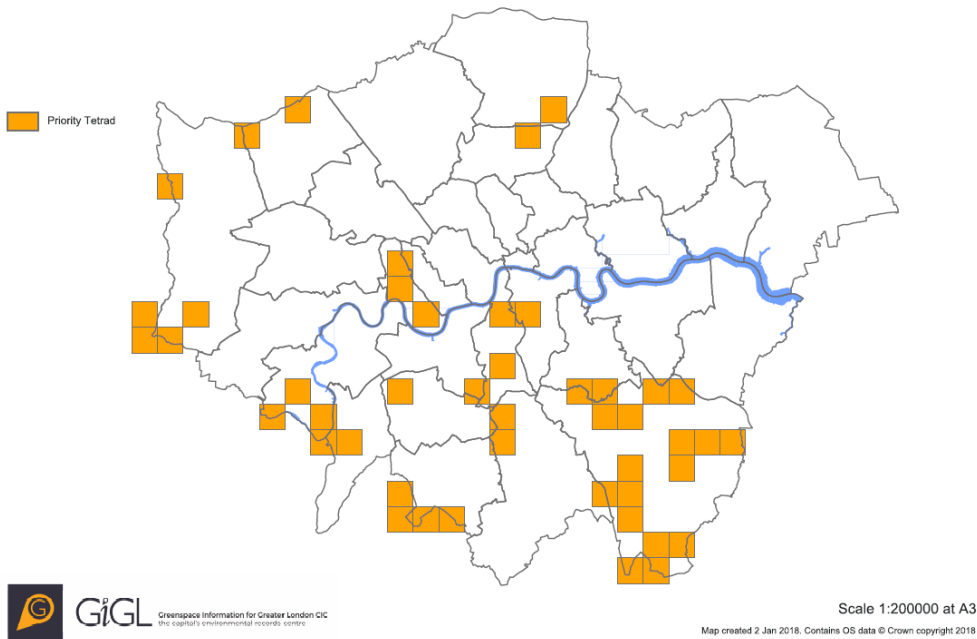 Priority Tetrad
GiGL
Greenspace Information for Greater London CIC
the capital's environmental records centre
Scale 1:200000 at A3
Map created 2 Jan 2018. Contains OS data © Crown copyright 2018